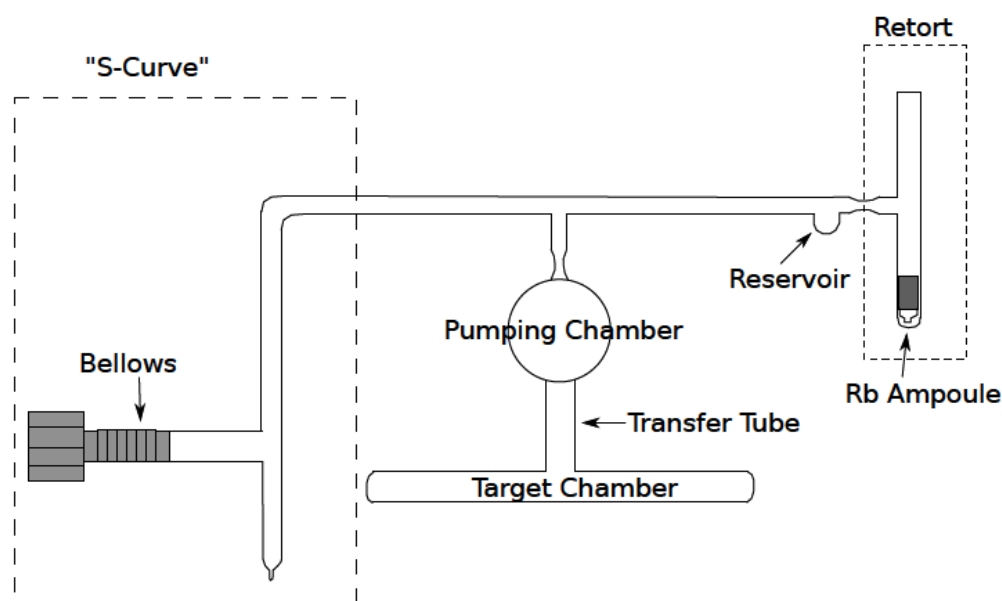 Retort
"S-Curve"
Reservoir
Pumping Chamber
Bellows
Rb Ampoule
Transfer Tube
Target Chamber